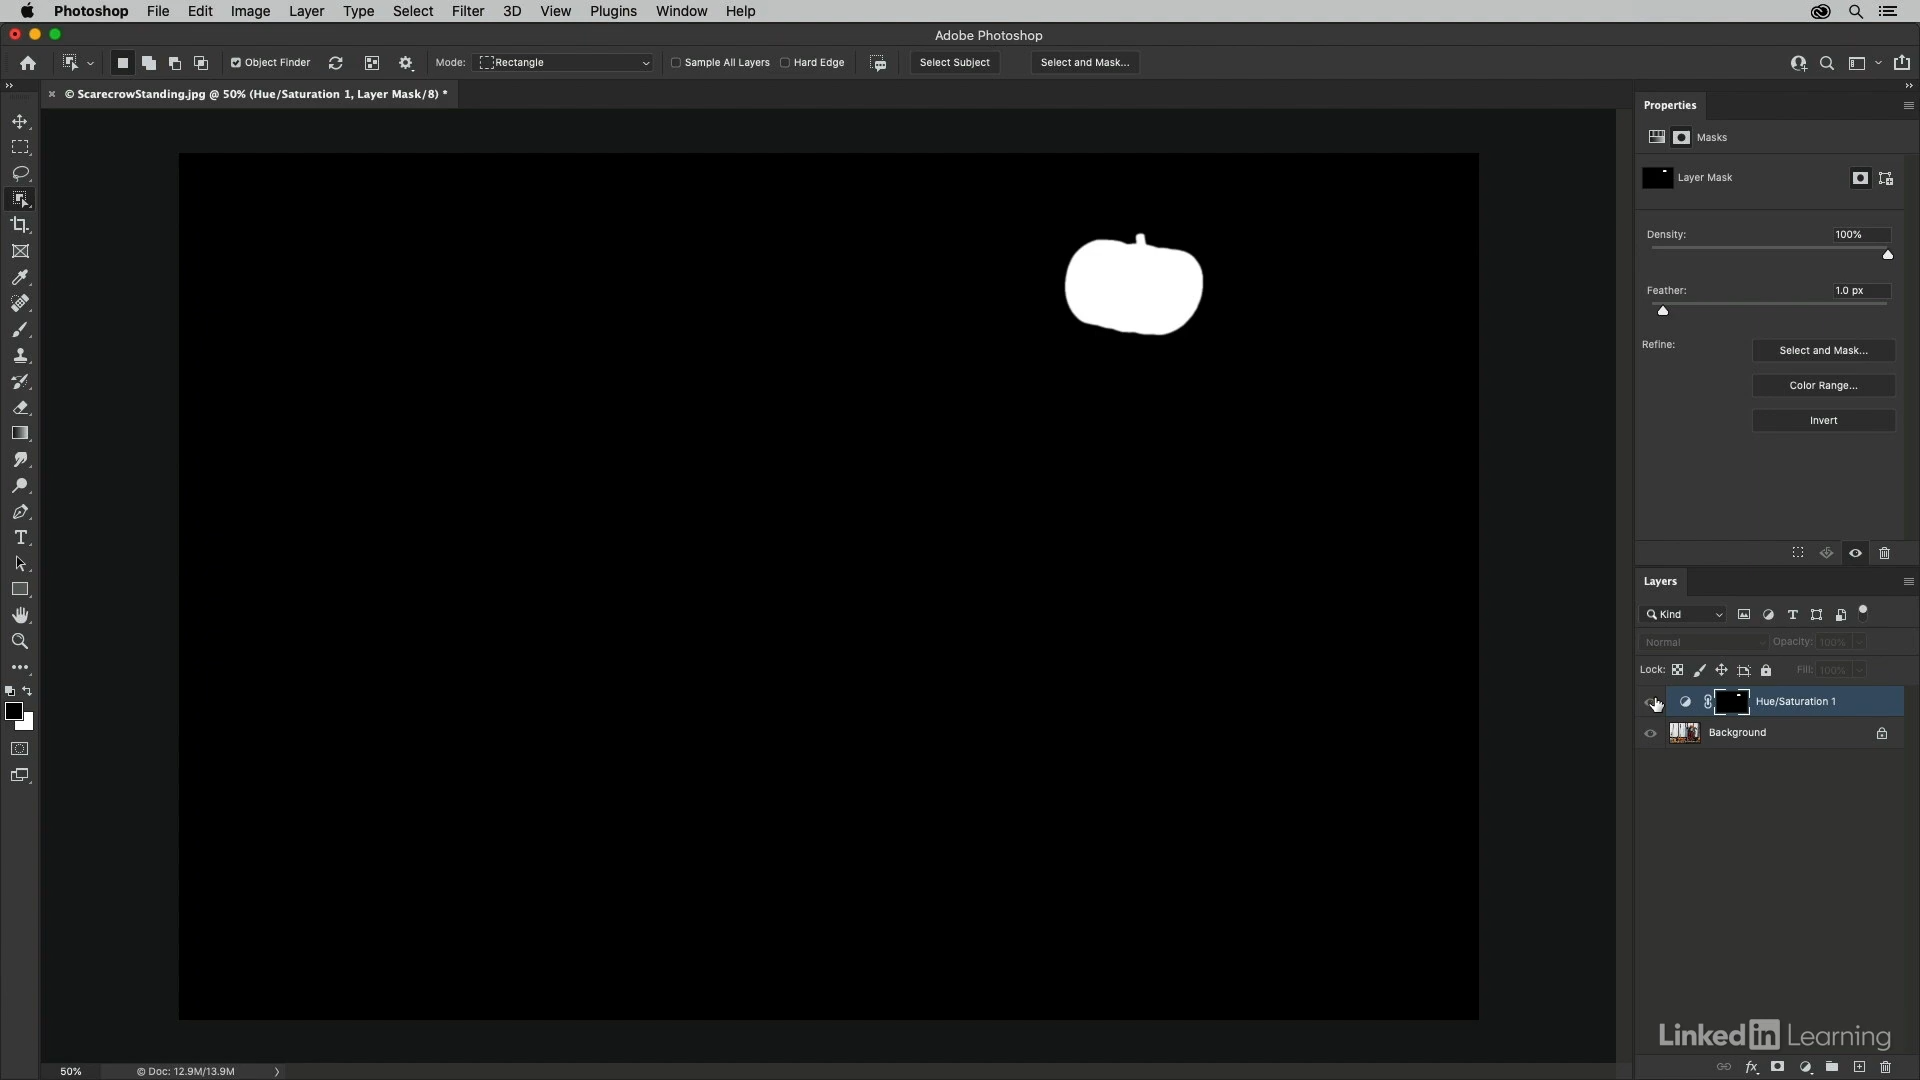 Photoshop File Edit Image Layer Type Select Filter 3D View Plugins Window Help
Adobe Photoshop
Object Finder Mode: Rectangle Sample All Layers Hard Edge Select Subject Select and Mask...
© ScarecrowStanding.jpg @ 50% (Hue/Saturation 1, Layer Mask/8) *
Properties
Masks
Layer Mask
Density: 100%
Feather: 1.0 px
Refine: Select and Mask...
Color Range...
Invert
Layers
Kind
Normal Opacity: 100%
Lock: Fill: 100%
Hue/Saturation 1
Background
LinkedIn Learning
fx
50% © Doc: 12.9M/13.9M